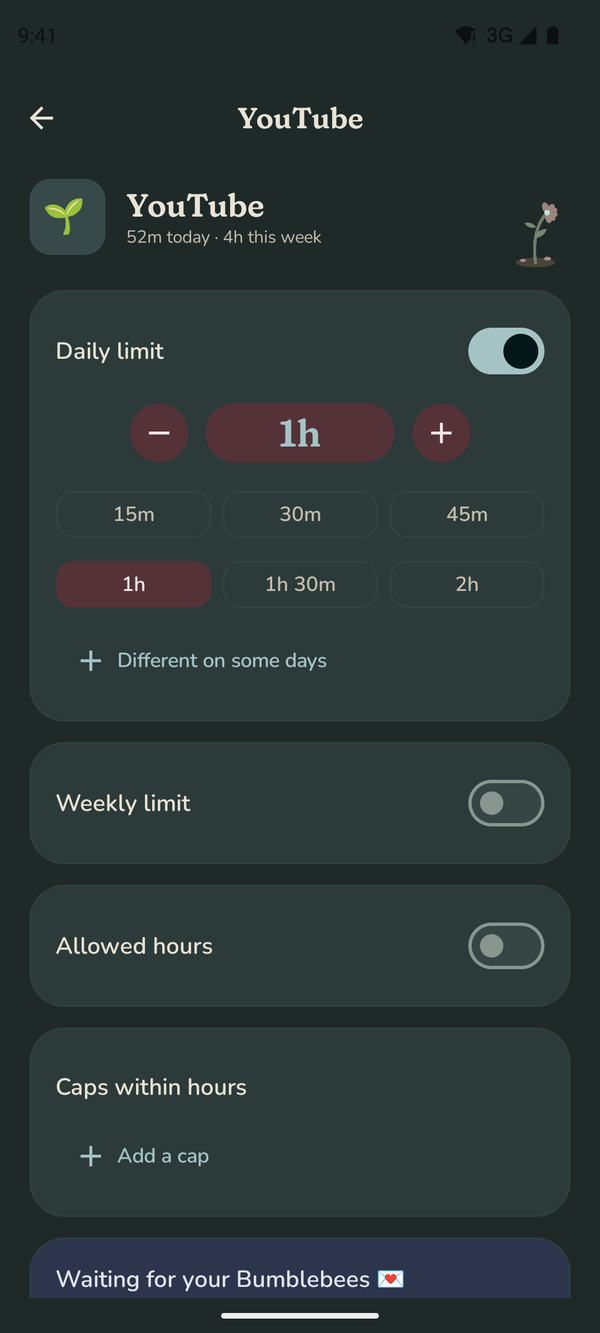 9:41
3G
YouTube
YouTube
52m today · 4h this week
Daily limit
1h
15m
30m
45m
1h
1h 30m
2h
Different on some days
Weekly limit
Allowed hours
Caps within hours
Add a cap
Waiting for your Bumblebees 💌